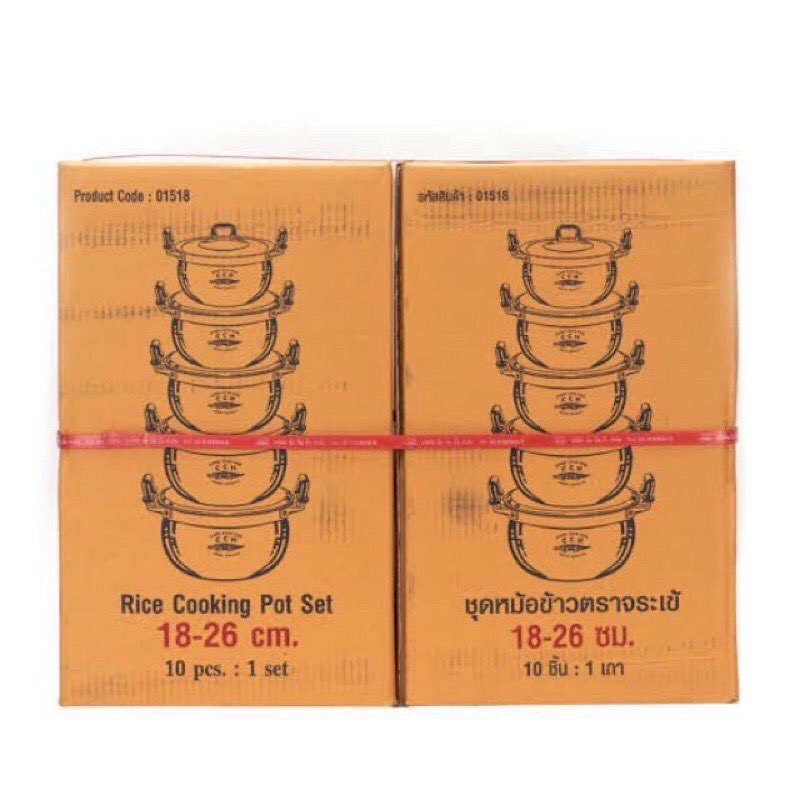 Product Code : 01518
C C H
Rice Cooking Pot Set
18-26 cm.
10 pcs. : 1 set
รหัสสินค้า : 01518
C C H
ชุดหม้อข้าวตราจระเข้
18-26 ซม.
10 ชิ้น : 1 เถา